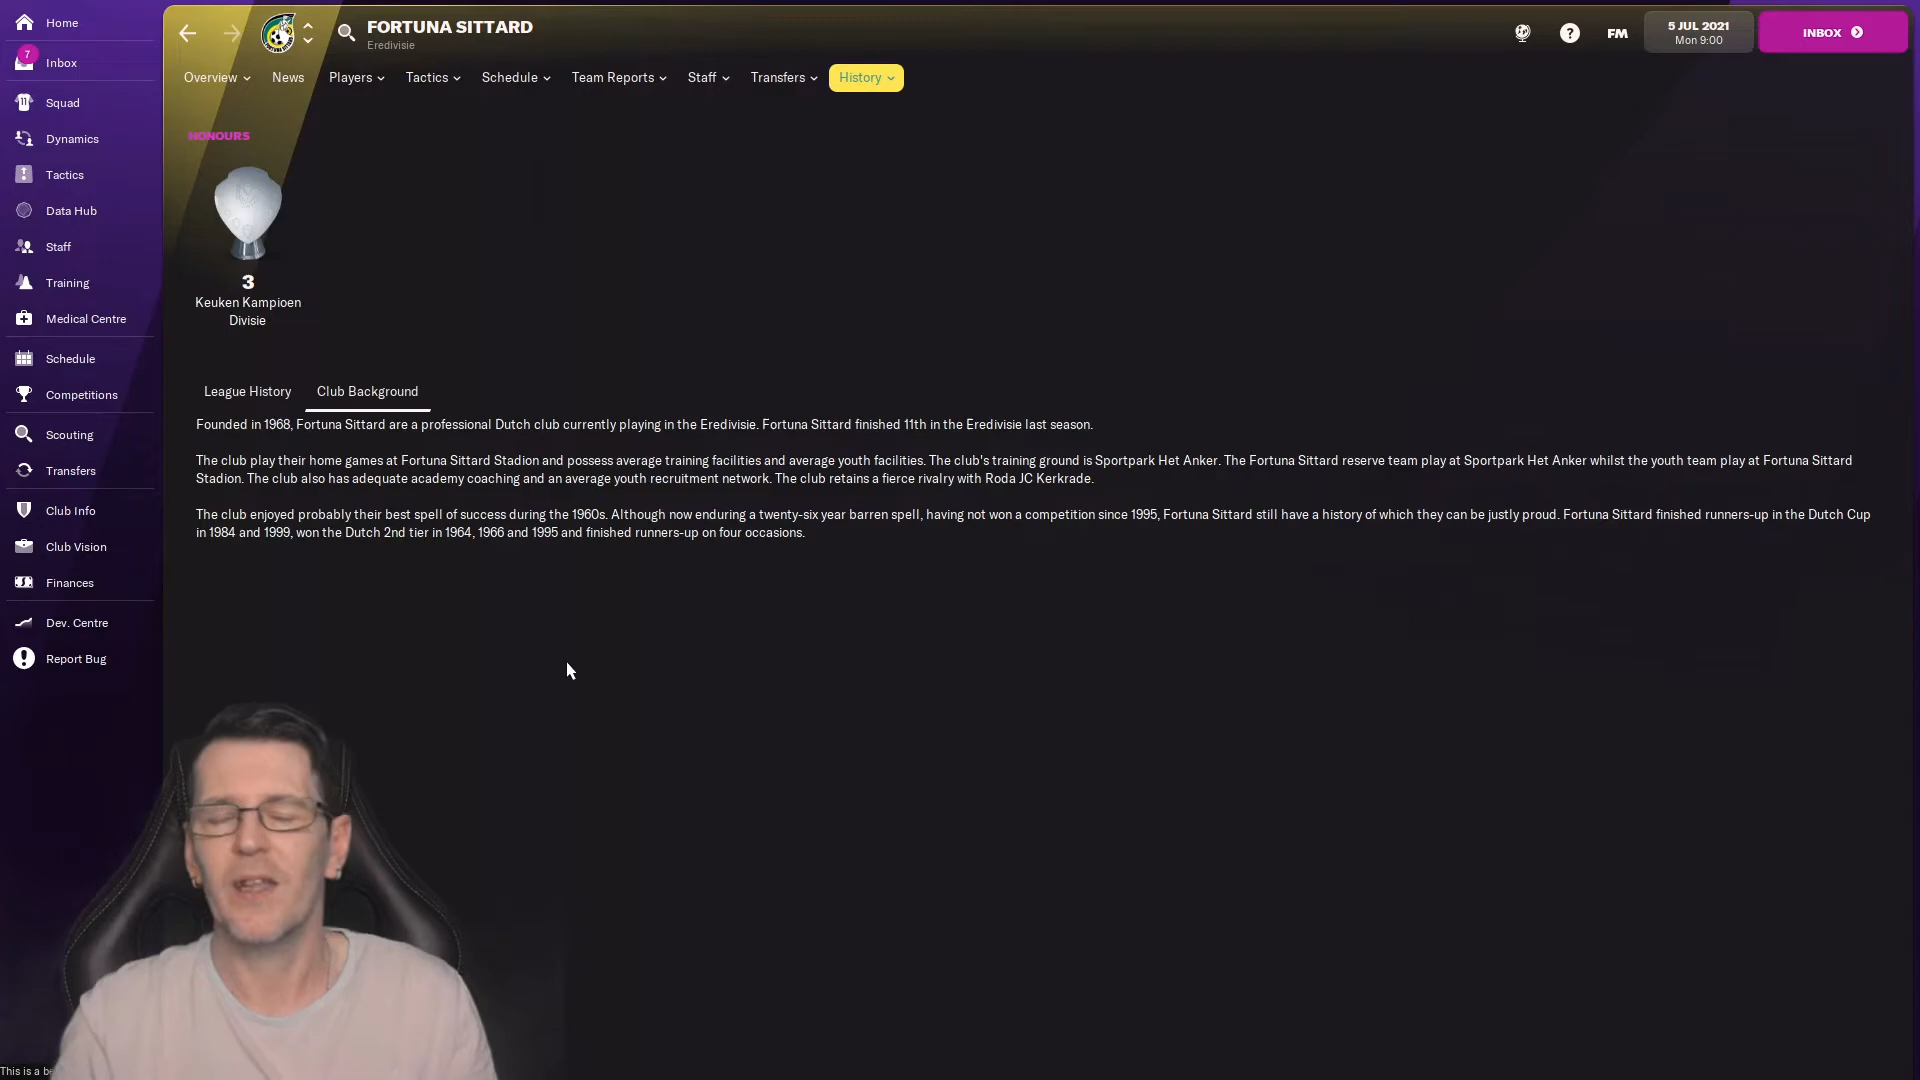 Home
FORTUNA SITTARD
Eredivisie
FM
5 JUL 2021
Mon 9:00
INBOX
7
Inbox
Overview
News
Players
Tactics
Schedule
Team Reports
Staff
Transfers
History
Squad
Dynamics
Tactics
Data Hub
Staff
Training
Medical Centre
Schedule
Competitions
Scouting
Transfers
Club Info
Club Vision
Finances
Dev. Centre
Report Bug
HONOURS
3
Keuken Kampioen
Divisie
League History
Club Background
Founded in 1968, Fortuna Sittard are a professional Dutch club currently playing in the Eredivisie. Fortuna Sittard finished 11th in the Eredivisie last season.
The club play their home games at Fortuna Sittard Stadion and possess average training facilities and average youth facilities. The club's training ground is Sportpark Het Anker. The Fortuna Sittard reserve team play at Sportpark Het Anker whilst the youth team play at Fortuna Sittard
Stadion. The club also has adequate academy coaching and an average youth recruitment network. The club retains a fierce rivalry with Roda JC Kerkrade.
The club enjoyed probably their best spell of success during the 1960s. Although now enduring a twenty-six year barren spell, having not won a competition since 1995, Fortuna Sittard still have a history of which they can be justly proud. Fortuna Sittard finished runners-up in the Dutch Cup
in 1984 and 1999, won the Dutch 2nd tier in 1964, 1966 and 1995 and finished runners-up on four occasions.
This is a